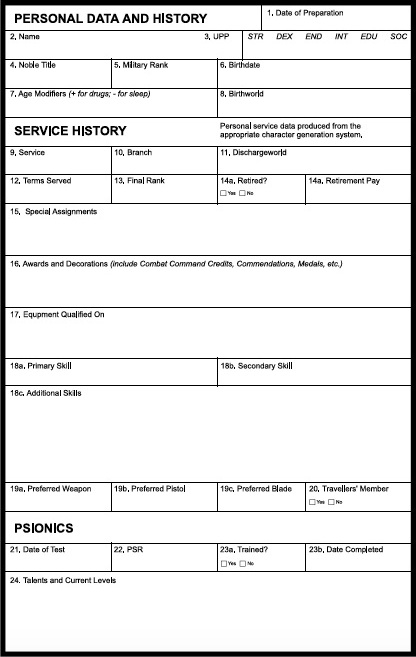 PERSONAL DATA AND HISTORY
1. Date of Preparation
2. Name
3. UPP
STR DEX END INT EDU SOC
4. Noble Title
5. Military Rank
6. Birthdate
7. Age Modifiers (+ for drugs; - for sleep)
8. Birthworld
SERVICE HISTORY
Personal service data produced from the
appropriate character generation system.
9. Service
10. Branch
11. Dischargeworld
12. Terms Served
13. Final Rank
14a. Retired?
Yes No
14a. Retirement Pay
15. Special Assignments
16. Awards and Decorations (include Combat Command Credits, Commendations, Medals, etc.)
17. Equpment Qualified On
18a. Primary Skill
18b. Secondary Skill
18c. Additional Skills
19a. Preferred Weapon
19b. Preferred Pistol
19c. Preferred Blade
20. Travellers' Member
Yes No
PSIONICS
21. Date of Test
22. PSR
23a. Trained?
Yes No
23b. Date Completed
24. Talents and Current Levels